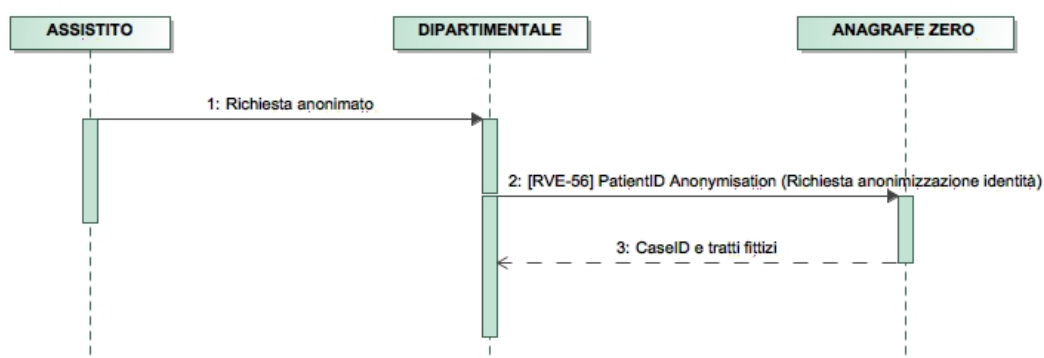 ASSISTITO
DIPARTIMENTALE
ANAGRAFE ZERO
1: Richiesta anonimato
2: [RVE-56] PatientID Anonymisation (Richiesta anonimizzazione identità)
3: CaseID e tratti fittizi